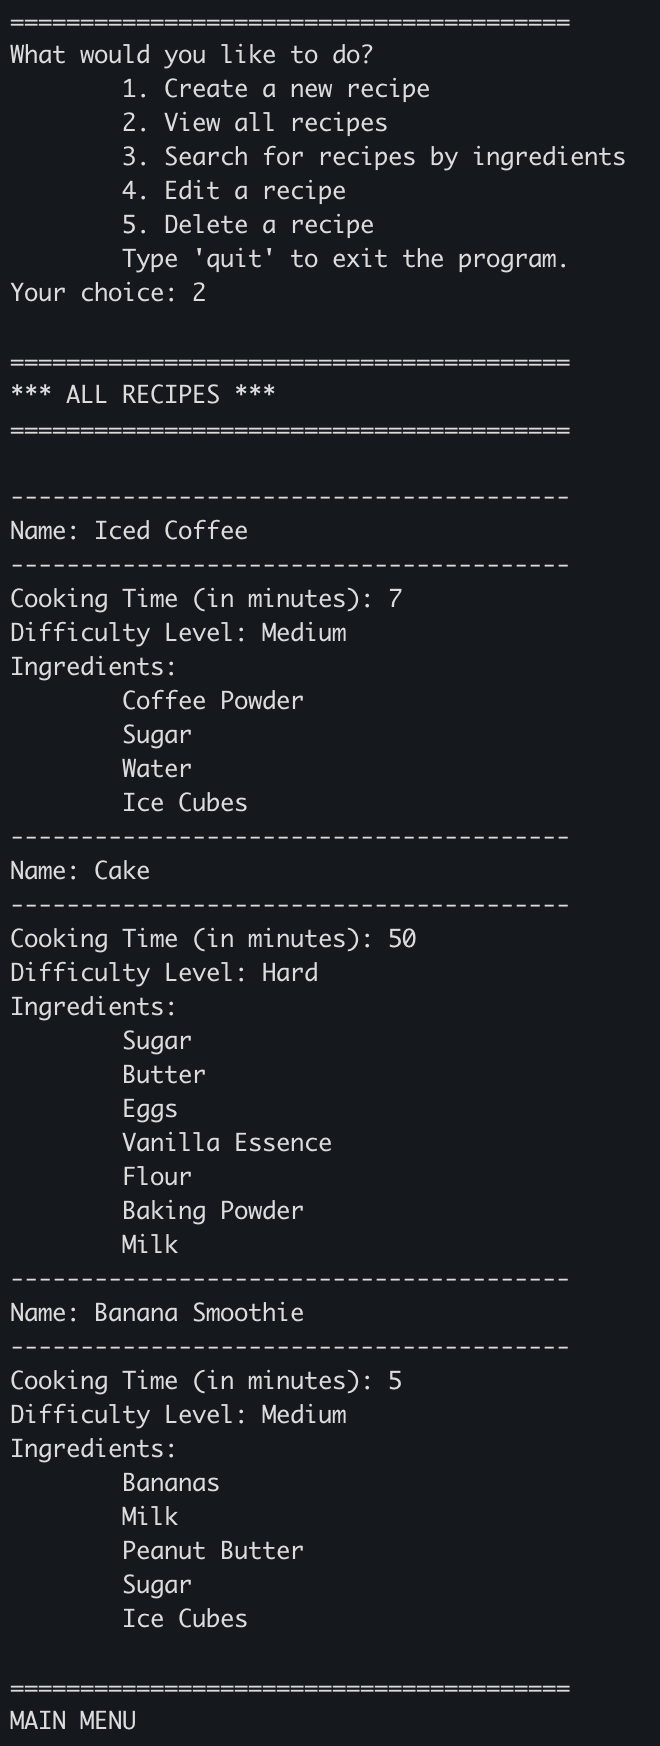 ========================================
What would you like to do?
        1. Create a new recipe
        2. View all recipes
        3. Search for recipes by ingredients
        4. Edit a recipe
        5. Delete a recipe
        Type 'quit' to exit the program.
Your choice: 2

========================================
*** ALL RECIPES ***
========================================

----------------------------------------
Name: Iced Coffee
----------------------------------------
Cooking Time (in minutes): 7
Difficulty Level: Medium
Ingredients:
        Coffee Powder
        Sugar
        Water
        Ice Cubes
----------------------------------------
Name: Cake
----------------------------------------
Cooking Time (in minutes): 50
Difficulty Level: Hard
Ingredients:
        Sugar
        Butter
        Eggs
        Vanilla Essence
        Flour
        Baking Powder
        Milk
----------------------------------------
Name: Banana Smoothie
----------------------------------------
Cooking Time (in minutes): 5
Difficulty Level: Medium
Ingredients:
        Bananas
        Milk
        Peanut Butter
        Sugar
        Ice Cubes

========================================
MAIN MENU